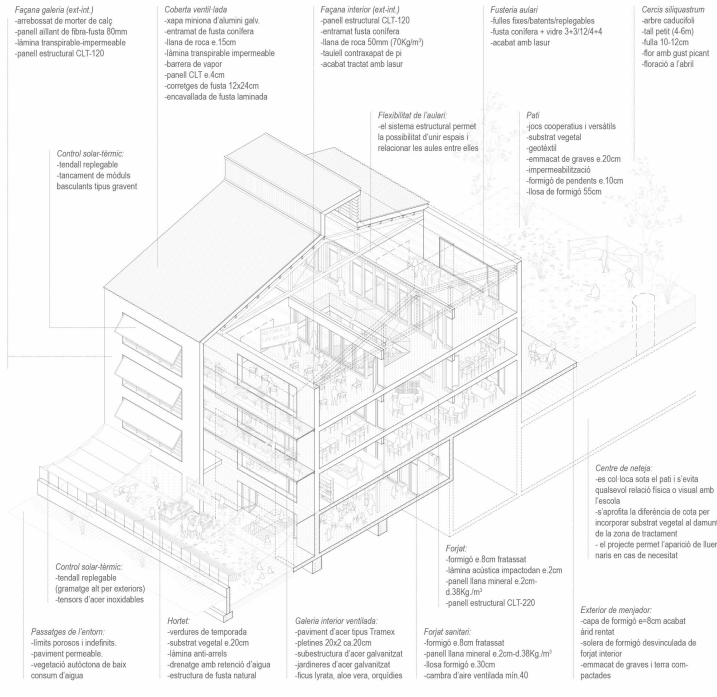 Façana galeria (ext-int.)
-arrebossat de morter de calç
-panell aïllant de fibra-fusta 80mm
-làmina transpirable-impermeable
-panell estructural CLT-120
Coberta ventil·lada
-xapa miniona d'alumini galv.
-entramat de fusta conífera
-llana de roca e.15cm
-làmina transpirable impermeable
-barrera de vapor
-panell CLT e.4cm
-corretges de fusta 12x24cm
-encavallada de fusta laminada
Façana interior (ext-int.)
-panell estructural CLT-120
-entramat fusta conífera
-llana de roca 50mm (70Kg/m³)
-taulell contraxapat de pi
-acabat tractat amb lasur
Fusteria aulari
-fulles fixes/batents/replegables
-fusta conífera + vidre 3+3/12/4+4
-acabat amb lasur
Cercis siliquastrum
-arbre caducifoli
-tall petit (4-6m)
-fulla 10-12cm
-flor amb gust picant
-floració a l'abril
Flexibilitat de l'aulari:
-el sistema estructural permet
la possibilitat d'unir espais i
relacionar les aules entre elles
Pati
-jocs cooperatius i versàtils
-substrat vegetal
-geotèxtil
-emmacat de graves e.20cm
-impermeabilització
-formigó de pendents e.10cm
-llosa de formigó 55cm
Control solar-tèrmic:
-tendall replegable
-tancament de mòduls
basculants tipus gravent
Centre de neteja:
-es col·loca sota el pati i s'evita
qualsevol relació física o visual amb
l'escola
-s'aprofita la diferència de cota per
incorporar substrat vegetal al damunt
de la zona de tractament
- el projecte permet l'aparició de lluer
naris en cas de necesitat
Control solar-tèrmic:
-tendall replegable
(gramatge alt per exteriors)
-tensors d'acer inoxidables
Forjat:
-formigó e.8cm fratassat
-làmina acústica impactodan e.2cm
-panell llana mineral e.2cm-
d.38Kg./m³
-panell estructural CLT-220
Passatges de l'entorn:
-límits porosos i indefinits.
-paviment permeable.
-vegetació autòctona de baix
consum d'aigua
Hortet:
-verdures de temporada
-substrat vegetal e.20cm
-làmina anti-arrels
-drenatge amb retenció d'aigua
-estructura de fusta natural
Galeria interior ventilada:
-paviment d'acer tipus Tramex
-pletines 20x2 ca.20cm
-subestructura d'acer galvanitzat
-jardineres d'acer galvanitzat
-ficus lyrata, aloe vera, orquídies
Forjat sanitari:
-formigó e.8cm fratassat
-panell llana mineral e.2cm-d.38Kg./m³
-llosa formigó e.30cm
-cambra d'aire ventilada mín.40
Exterior de menjador:
-capa de formigó e=8cm acabat
àrid rentat
-solera de formigó desvinculada de
forjat interior
-emmacat de graves i terra com-
pactades